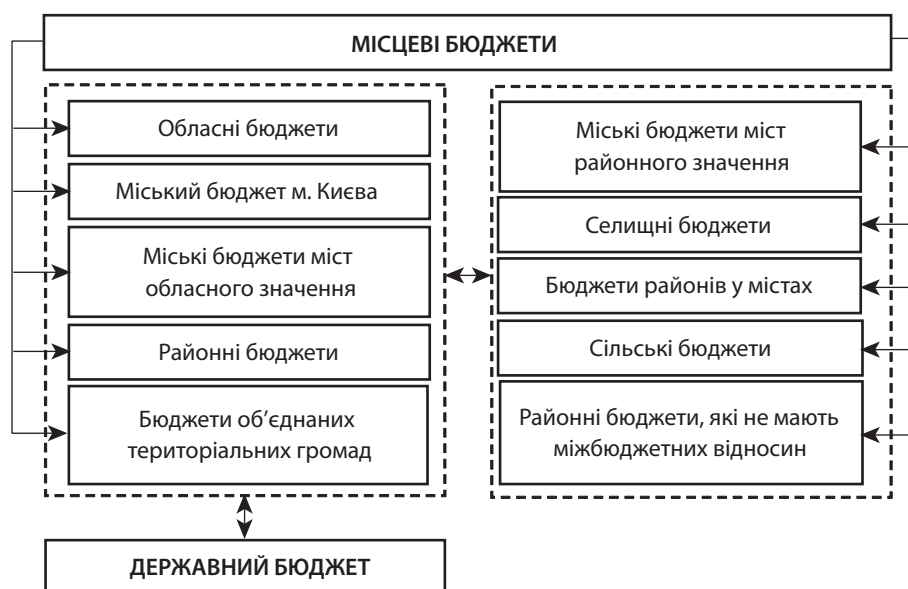 МІСЦЕВІ БЮДЖЕТИ
Обласні бюджети
Міський бюджет м. Києва
Міські бюджети міст
обласного значення
Районні бюджети
Бюджети об’єднаних
територіальних громад
Міські бюджети міст
районного значення
Селищні бюджети
Бюджети районів у містах
Сільські бюджети
Районні бюджети, які не мають
міжбюджетних відносин
ДЕРЖАВНИЙ БЮДЖЕТ